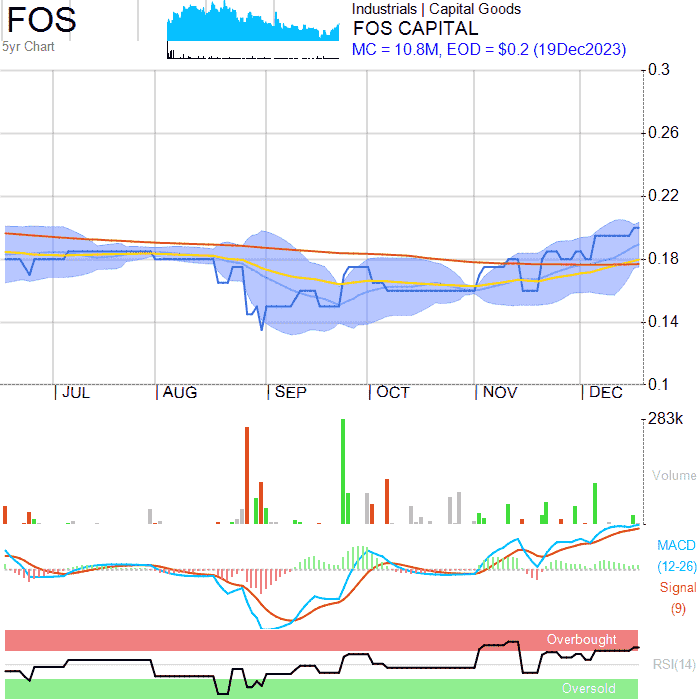 FOS
5yr Chart
Industrials | Capital Goods
FOS CAPITAL
MC = 10.8M, EOD = $0.2 (19Dec2023)
0.3
0.26
0.22
0.18
0.14
0.1
JUL AUG SEP OCT NOV DEC
283k
Volume
MACD
(12-26)
Signal
(9)
Overbought
RSI(14)
Oversold